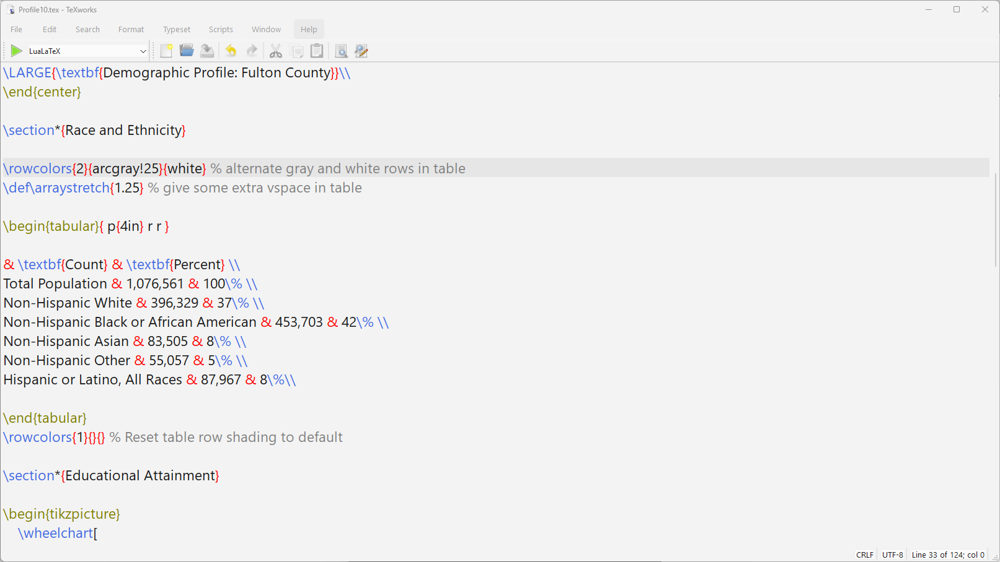 Profile10.tex - TeXworks
File Edit Search Format Typeset Scripts Window Help
LuaLaTeX
\LARGE{\textbf{Demographic Profile: Fulton County}}\\
\end{center}
\section*{Race and Ethnicity}
\rowcolors{2}{arcgray!25}{white} % alternate gray and white rows in table
\def\arraystretch{1.25} % give some extra vspace in table
\begin{tabular}{ p{4in} r r }
& \textbf{Count} & \textbf{Percent} \\
Total Population & 1,076,561 & 100\% \\
Non-Hispanic White & 396,329 & 37\% \\
Non-Hispanic Black or African American & 453,703 & 42\% \\
Non-Hispanic Asian & 83,505 & 8\% \\
Non-Hispanic Other & 55,057 & 5\% \\
Hispanic or Latino, All Races & 87,967 & 8\%\\
\end{tabular}
\rowcolors{1}{}{} % Reset table row shading to default
\section*{Educational Attainment}
\begin{tikzpicture}
\wheelchart[
CRLF UTF-8 Line 33 of 124; col 0